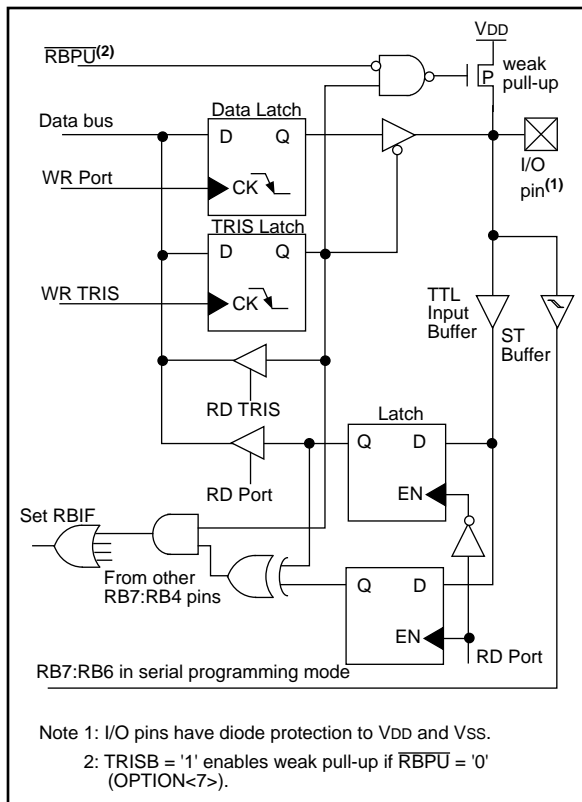 VDD
RBPU(2)
weak
pull-up
P
Data Latch
Data bus
D Q
I/O
pin(1)
WR Port
CK
TRIS Latch
D Q
WR TRIS
CK
TTL
Input
Buffer
ST
Buffer
RD TRIS
Latch
Q D
RD Port
EN
Set RBIF
From other
RB7:RB4 pins
Q D
EN
RD Port
RB7:RB6 in serial programming mode
Note 1: I/O pins have diode protection to VDD and VSS.
2: TRISB = '1' enables weak pull-up if RBPU = '0'
(OPTION<7>).